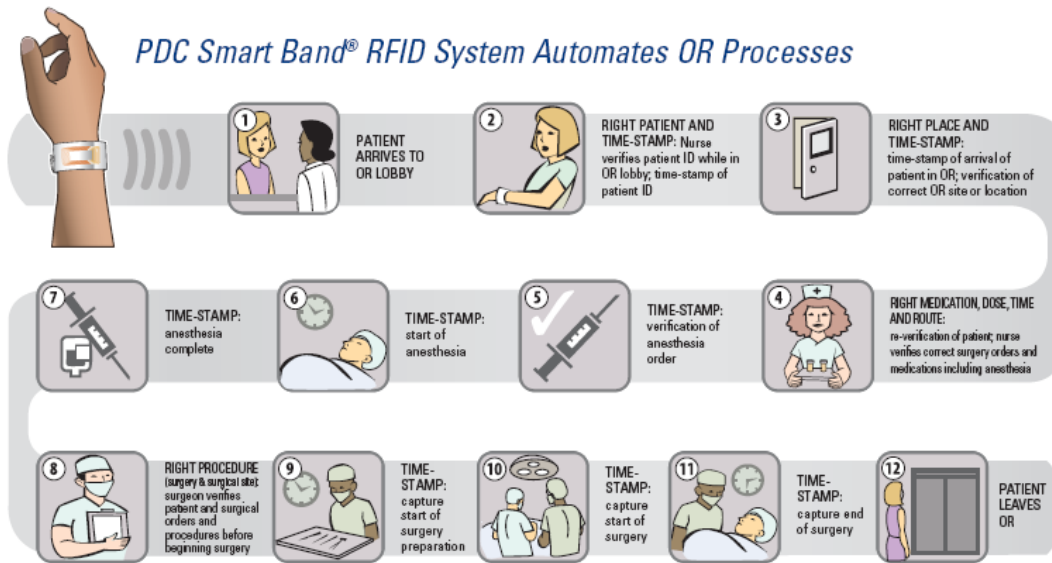 PDC Smart Band® RFID System Automates OR Processes
1
PATIENT
ARRIVES TO
OR LOBBY
2
RIGHT PATIENT AND
TIME-STAMP: Nurse
verifies patient ID while in
OR lobby; time-stamp of
patient ID
3
RIGHT PLACE AND
TIME-STAMP:
time-stamp of arrival of
patient in OR; verification of
correct OR site or location
4
RIGHT MEDICATION, DOSE, TIME
AND ROUTE:
re-verification of patient; nurse
verifies correct surgery orders and
medications including anesthesia
5
TIME-STAMP:
verification of
anesthesia
order
6
TIME-STAMP:
start of
anesthesia
7
TIME-STAMP:
anesthesia
complete
8
RIGHT PROCEDURE
(surgery & surgical site):
surgeon verifies
patient and surgical
orders and
procedures before
beginning surgery
9
TIME-
STAMP:
capture
start of
surgery
preparation
10
TIME-
STAMP:
capture
start of
surgery
11
TIME-
STAMP:
capture end
of surgery
12
PATIENT
LEAVES
OR